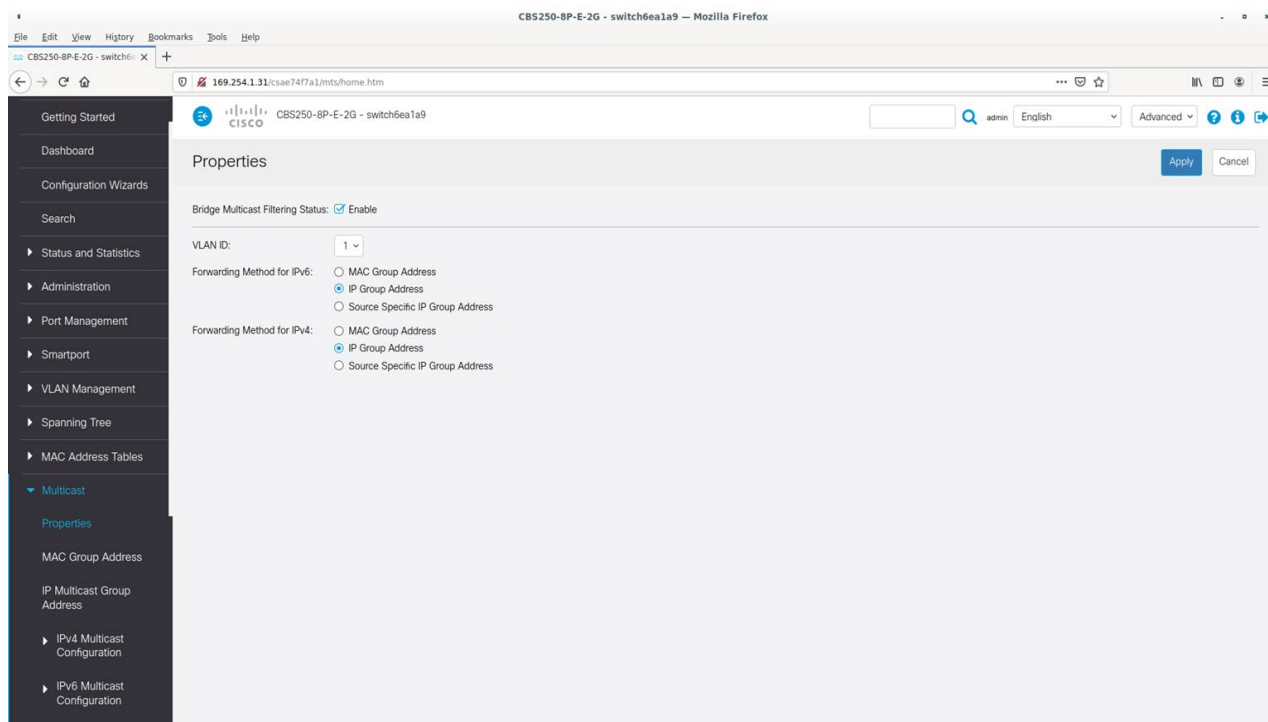 CBS250-8P-E-2G - switch6ea1a9 — Mozilla Firefox
File Edit View History Bookmarks Tools Help
CBS250-8P-E-2G - switch6
169.254.1.31/csae74f7a1/mts/home.htm
Getting Started
Dashboard
Configuration Wizards
Search
Status and Statistics
Administration
Port Management
Smartport
VLAN Management
Spanning Tree
MAC Address Tables
Multicast
Properties
MAC Group Address
IP Multicast Group
Address
IPv4 Multicast
Configuration
IPv6 Multicast
Configuration
CISCO
CBS250-8P-E-2G - switch6ea1a9
admin English Advanced
Properties
Apply Cancel
Bridge Multicast Filtering Status: Enable
VLAN ID: 1
Forwarding Method for IPv6: MAC Group Address
IP Group Address
Source Specific IP Group Address
Forwarding Method for IPv4: MAC Group Address
IP Group Address
Source Specific IP Group Address